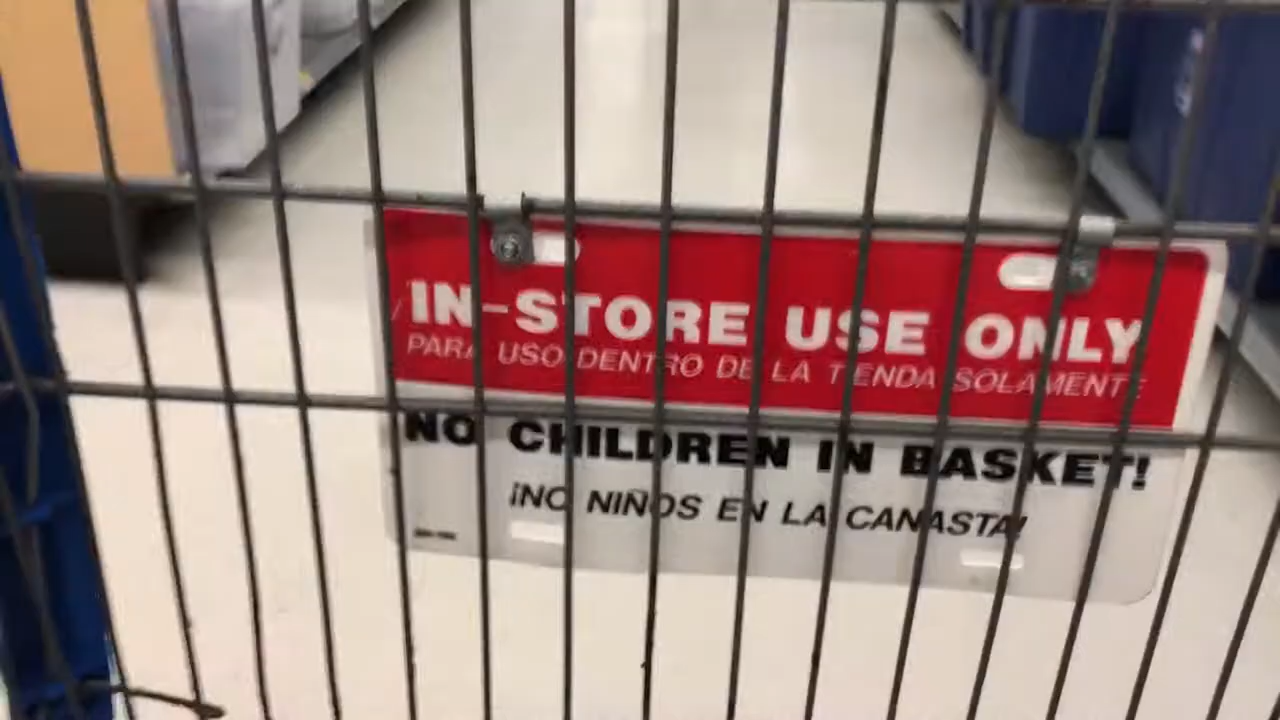 IN-STORE USE ONLY
PARA USO DENTRO DE LA TIENDA SOLAMENTE
NO CHILDREN IN BASKET!
¡NO NIÑOS EN LA CANASTA!